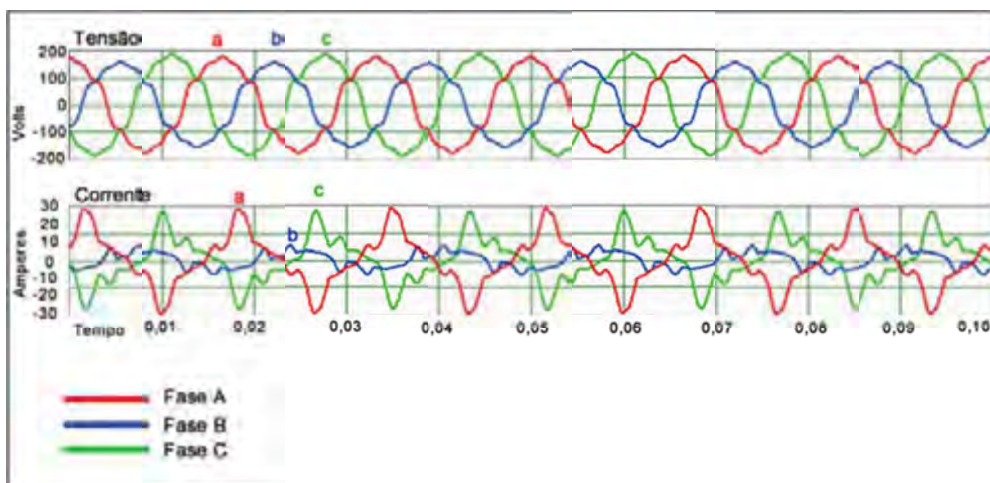 Tensão
a b c
200
100
0
-100
-200
Volts
Corrente
a b c
30
20
10
0
-10
-20
-30
Amperes
Tempo 0,01 0,02 0,03 0,04 0,05 0,06 0,07 0,08 0,09 0,10
Fase A
Fase B
Fase C